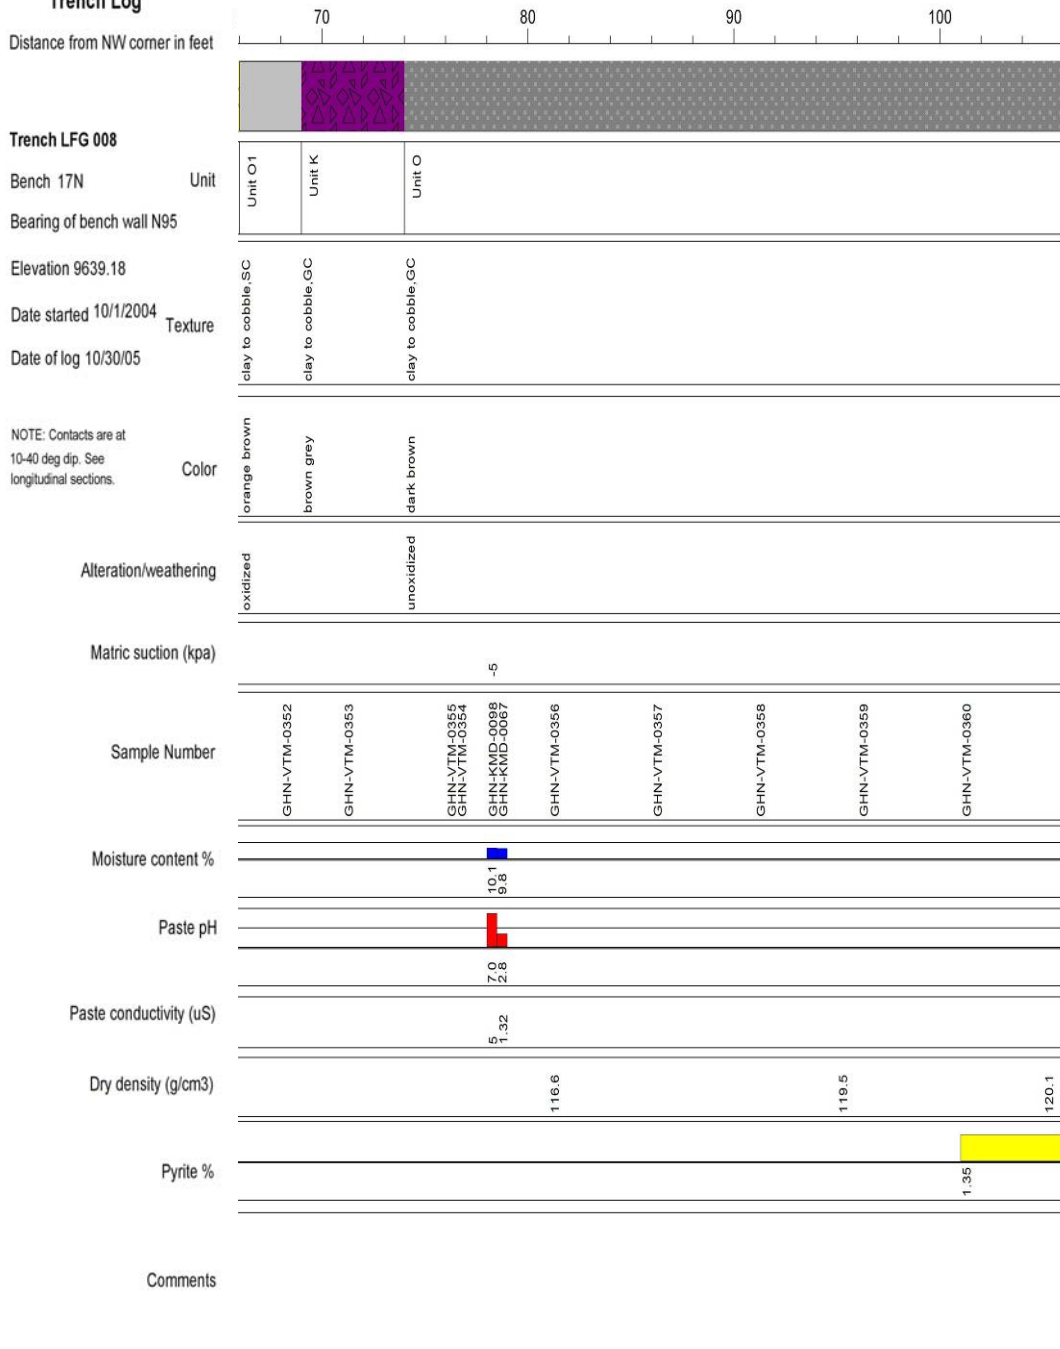 Trench Log
70 80 90 100
Distance from NW corner in feet
Trench LFG 008
Bench 17N
Unit
Unit O1
Unit K
Unit O
Bearing of bench wall N95
Elevation 9639.18
Date started 10/1/2004
Texture
clay to cobble,SC
clay to cobble,GC
clay to cobble,GC
Date of log 10/30/05
NOTE: Contacts are at
10-40 deg dip. See
longitudinal sections.
Color
orange brown
brown grey
dark brown
Alteration/weathering
oxidized
unoxidized
Matric suction (kpa)
-5
Sample Number
GHN-VTM-0352
GHN-VTM-0353
GHN-VTM-0355
GHN-VTM-0354
GHN-KMD-0098
GHN-KMD-0067
GHN-VTM-0356
GHN-VTM-0357
GHN-VTM-0358
GHN-VTM-0359
GHN-VTM-0360
Moisture content %
10.1
9.8
Paste pH
7.0
2.8
Paste conductivity (uS)
5
1.32
Dry density (g/cm3)
116.6
119.5
120.1
Pyrite %
1.35
Comments